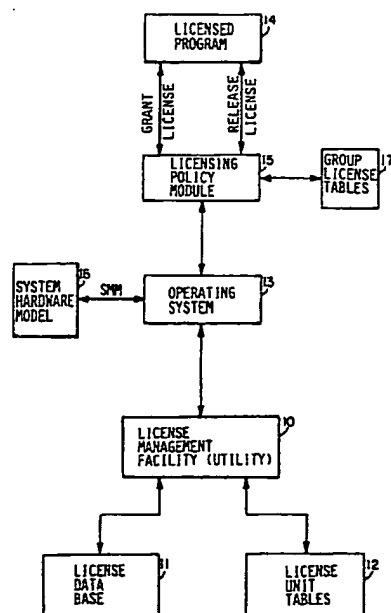 LICENSED
PROGRAM
14
GRANT
LICENSE
RELEASE
LICENSE
LICENSING
POLICY
MODULE
15
GROUP
LICENSE
TABLES
17
SYSTEM
HARDWARE
MODEL
16
SMM
OPERATING
SYSTEM
13
LICENSE
MANAGEMENT
FACILITY (UTILITY)
10
LICENSE
DATA
BASE
11
LICENSE
UNIT
TABLES
12